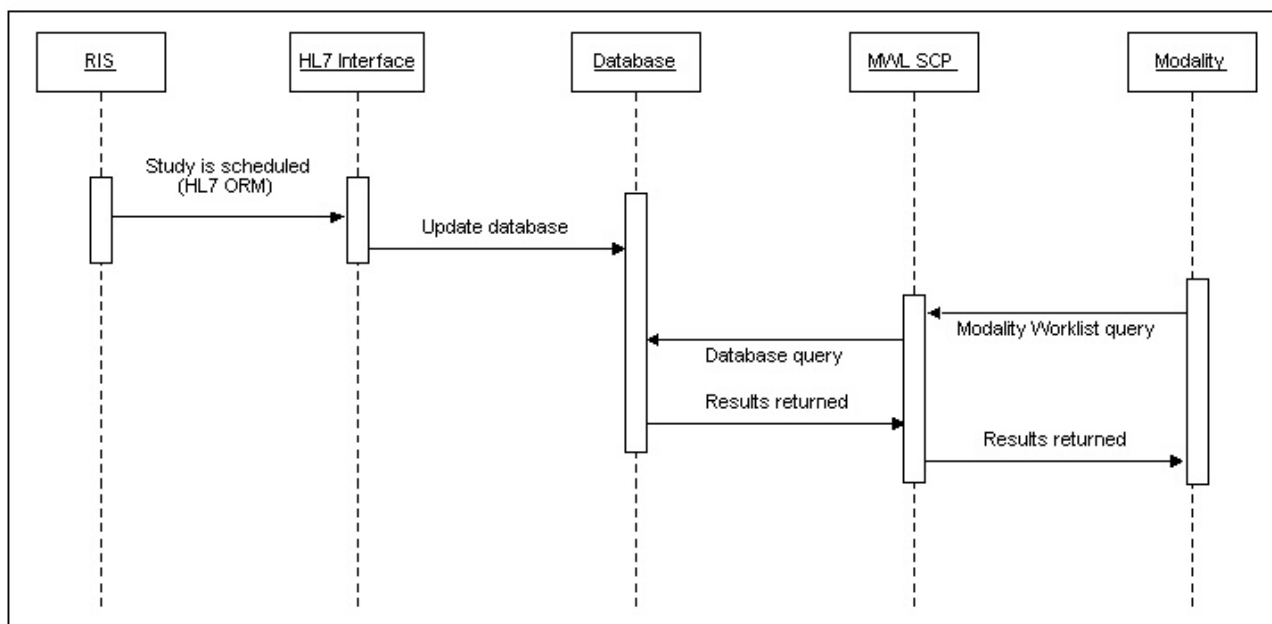 RIS
HL7 Interface
Database
MWL SCP
Modality
Study is scheduled
(HL7 ORM)
Update database
Modality Worklist query
Database query
Results returned
Results returned